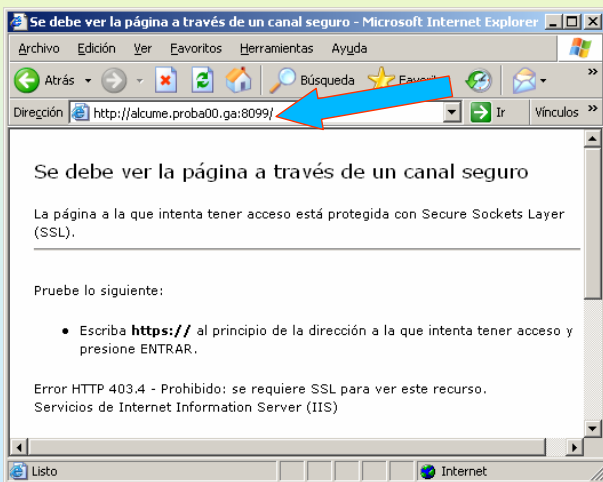 Se debe ver la página a través de un canal seguro - Microsoft Internet Explorer
Archivo Edición Ver Favoritos Herramientas Ayuda
Atrás Búsqueda »
Dirección http://alcume.proba00.ga:8099/ Ir Vínculos »
Se debe ver la página a través de un canal seguro
La página a la que intenta tener acceso está protegida con Secure Sockets Layer
(SSL).
Pruebe lo siguiente:
• Escriba https:// al principio de la dirección a la que intenta tener acceso y
presione ENTRAR.
Error HTTP 403.4 - Prohibido: se requiere SSL para ver este recurso.
Servicios de Internet Information Server (IIS)
Listo Internet